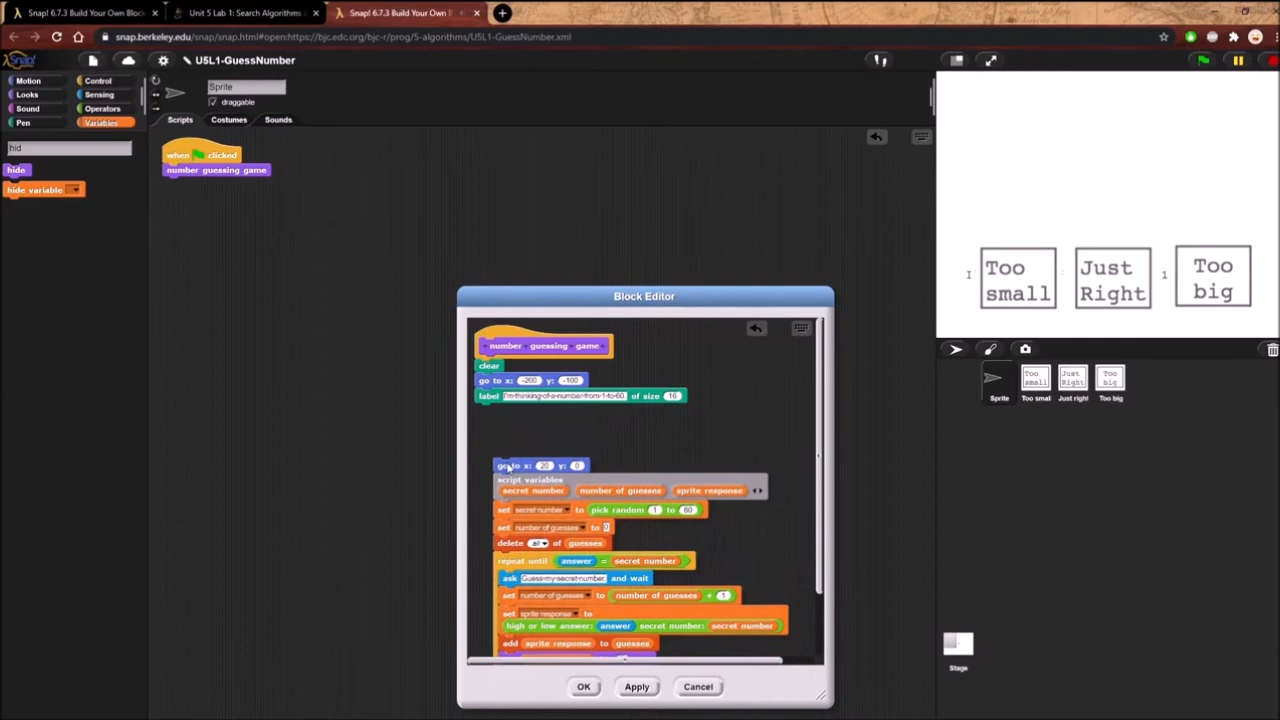 Snap! 6.7.3 Build Your Own Block
Unit 5 Lab 1: Search Algorithms
Snap! 6.7.3 Build Your Own B
snap.berkeley.edu/snap/snap.html#open:https://bjc.edc.org/bjc-r/prog/5-algorithms/U5L1-GuessNumber.xml
Snap!
U5L1-GuessNumber
Motion
Control
Looks
Sensing
Sound
Operators
Pen
Variables
hid
hide
hide variable
Sprite
draggable
Scripts
Costumes
Sounds
when clicked
number guessing game
Too small
Just Right
1
Too big
Block Editor
number guessing game
clear
go to x: -200 y: -100
label I'm-thinking-of-a-number-from-1-to-60. of size 16
go to x: 20 y: 0
script variables
secret number number of guesses sprite response
set secret number to pick random 1 to 60
set number of guesses to 0
delete all of guesses
repeat until answer = secret number
ask Guess-my-secret-number. and wait
set number of guesses to number of guesses + 1
set sprite response to
high or low answer: answer secret number: secret number
add sprite response to guesses
OK
Apply
Cancel
Sprite
Too smal
Just right
Too big
Stage